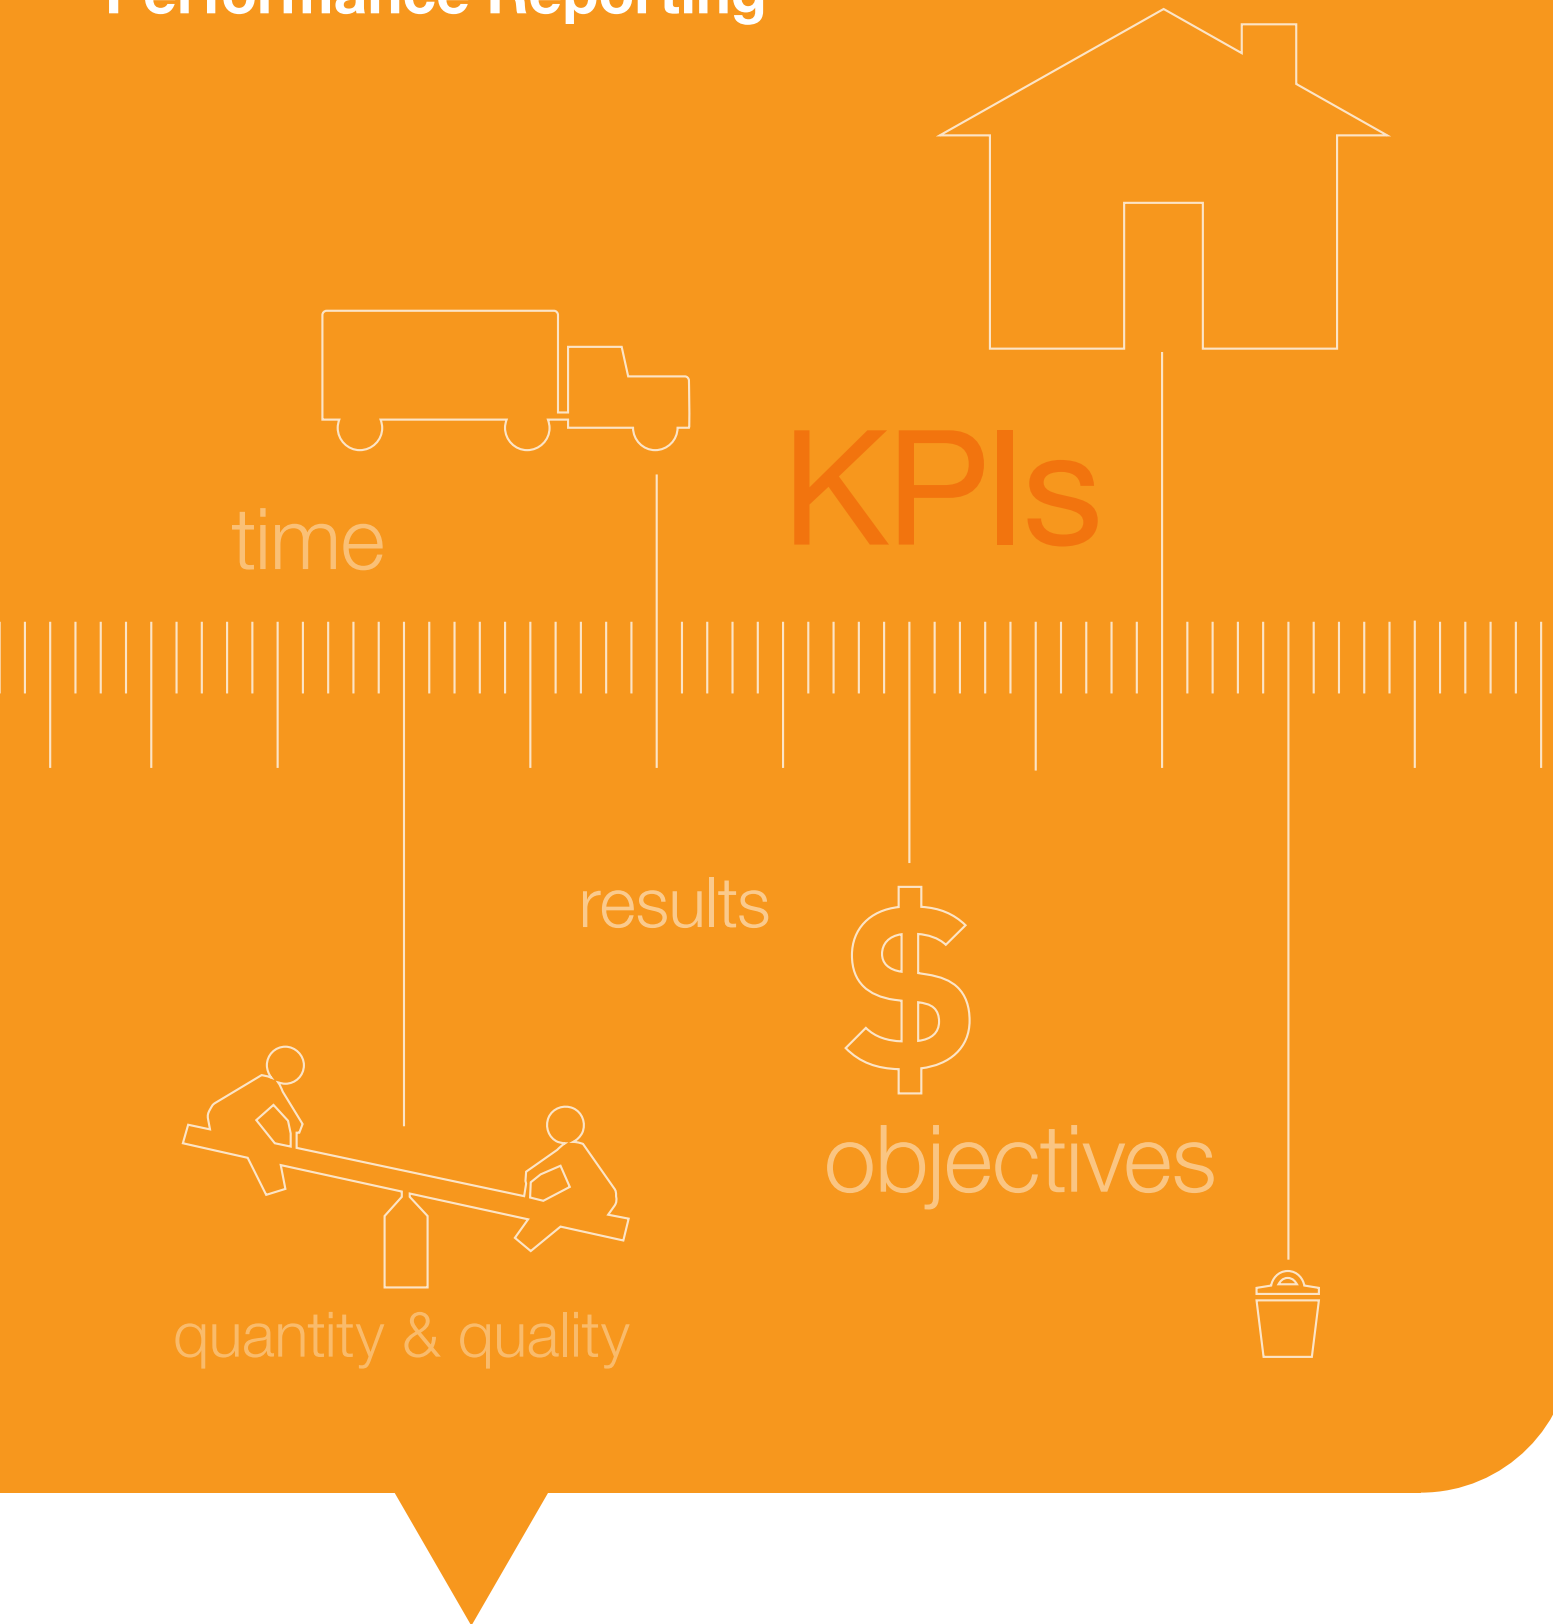 Performance Reporting
KPIs
time
results
$
objectives
quantity & quality